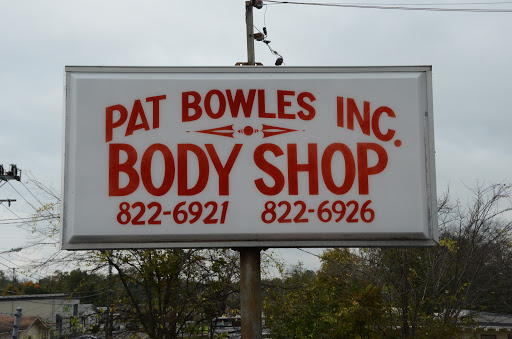 PAT BOWLES INC.
BODY SHOP
822-6921 822-6926